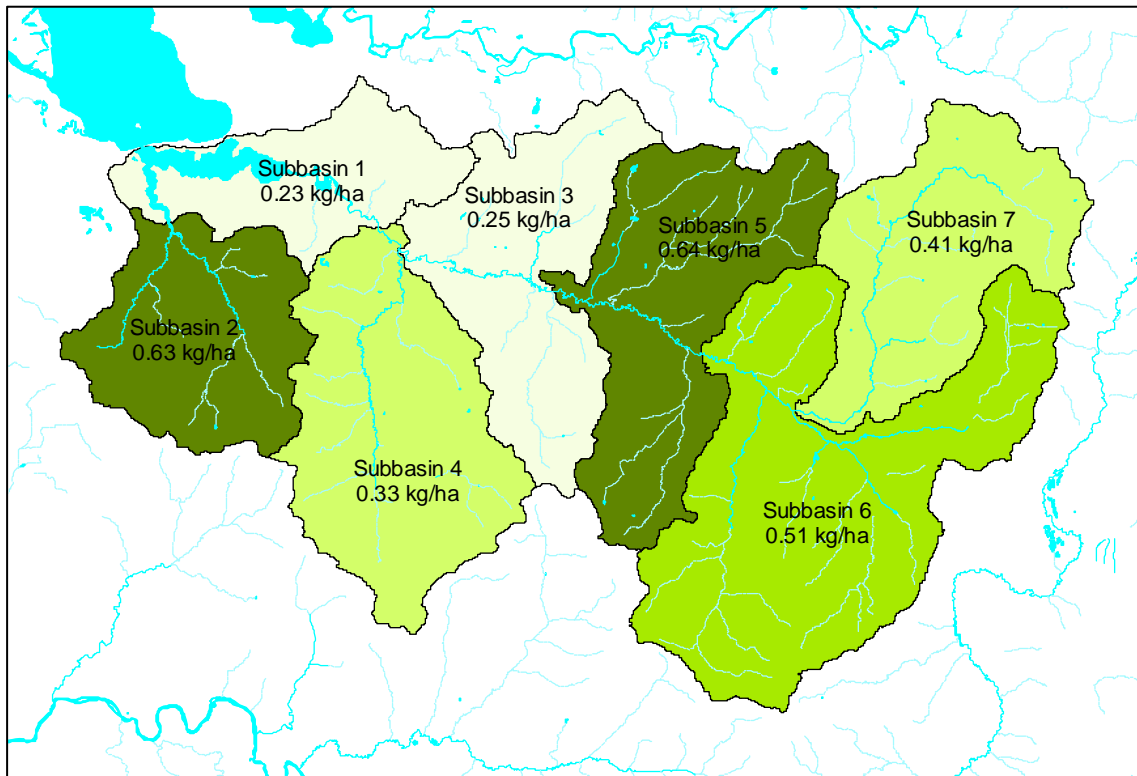 Subbasin 1
0.23 kg/ha
Subbasin 3
0.25 kg/ha
Subbasin 5
0.64 kg/ha
Subbasin 7
0.41 kg/ha
Subbasin 2
0.63 kg/ha
Subbasin 4
0.33 kg/ha
Subbasin 6
0.51 kg/ha